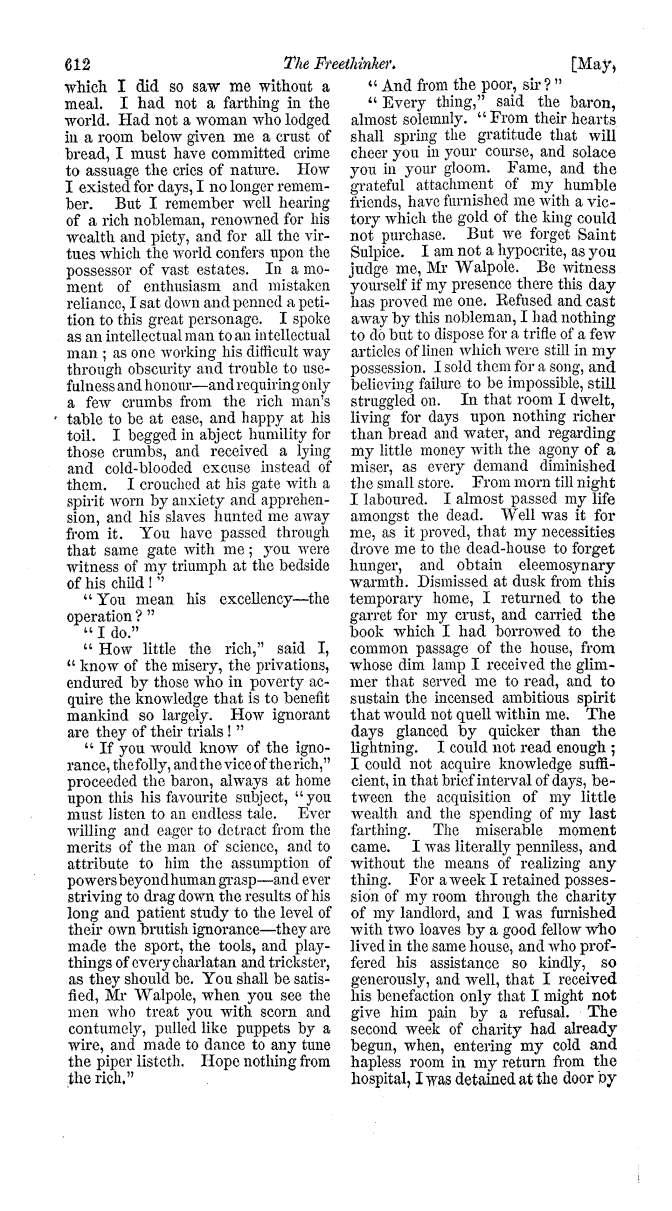 612 The Freethinker. [May,
which I did so saw me without a
meal. I had not a farthing in the
world. Had not a woman who lodged
in a room below given me a crust of
bread, I must have committed crime
to assuage the cries of nature. How
I existed for days, I no longer remem-
ber. But I remember well hearing
of a rich nobleman, renowned for his
wealth and piety, and for all the vir-
tues which the world confers upon the
possessor of vast estates. In a mo-
ment of enthusiasm and mistaken
reliance, I sat down and penned a peti-
tion to this great personage. I spoke
as an intellectual man to an intellectual
man ; as one working his difficult way
through obscurity and trouble to use-
fulness and honour—and requiring only
a few crumbs from the rich man's
table to be at ease, and happy at his
toil. I begged in abject humility for
those crumbs, and received a lying
and cold-blooded excuse instead of
them. I crouched at his gate with a
spirit worn by anxiety and apprehen-
sion, and his slaves hunted me away
from it. You have passed through
that same gate with me ; you were
witness of my triumph at the bedside
of his child ! "
" You mean his excellency—the
operation ? "
" I do."
" How little the rich," said I,
" know of the misery, the privations,
endured by those who in poverty ac-
quire the knowledge that is to benefit
mankind so largely. How ignorant
are they of their trials ! "
" If you would know of the igno-
rance, the folly, and the vice of the rich,"
proceeded the baron, always at home
upon this his favourite subject, " you
must listen to an endless tale. Ever
willing and eager to detract from the
merits of the man of science, and to
attribute to him the assumption of
powers beyond human grasp—and ever
striving to drag down the results of his
long and patient study to the level of
their own brutish ignorance—they are
made the sport, the tools, and play-
things of every charlatan and trickster,
as they should be. You shall be satis-
fied, Mr Walpole, when you see the
men who treat you with scorn and
contumely, pulled like puppets by a
wire, and made to dance to any tune
the piper listeth. Hope nothing from
the rich."
" And from the poor, sir ? "
" Every thing," said the baron,
almost solemnly. " From their hearts
shall spring the gratitude that will
cheer you in your course, and solace
you in your gloom. Fame, and the
grateful attachment of my humble
friends, have furnished me with a vic-
tory which the gold of the king could
not purchase. But we forget Saint
Sulpice. I am not a hypocrite, as you
judge me, Mr Walpole. Be witness
yourself if my presence there this day
has proved me one. Refused and cast
away by this nobleman, I had nothing
to do but to dispose for a trifle of a few
articles of linen which were still in my
possession. I sold them for a song, and
believing failure to be impossible, still
struggled on. In that room I dwelt,
living for days upon nothing richer
than bread and water, and regarding
my little money with the agony of a
miser, as every demand diminished
the small store. From morn till night
I laboured. I almost passed my life
amongst the dead. Well was it for
me, as it proved, that my necessities
drove me to the dead-house to forget
hunger, and obtain eleemosynary
warmth. Dismissed at dusk from this
temporary home, I returned to the
garret for my crust, and carried the
book which I had borrowed to the
common passage of the house, from
whose dim lamp I received the glim-
mer that served me to read, and to
sustain the incensed ambitious spirit
that would not quell within me. The
days glanced by quicker than the
lightning. I could not read enough ;
I could not acquire knowledge suffi-
cient, in that brief interval of days, be-
tween the acquisition of my little
wealth and the spending of my last
farthing. The miserable moment
came. I was literally penniless, and
without the means of realizing any
thing. For a week I retained posses-
sion of my room through the charity
of my landlord, and I was furnished
with two loaves by a good fellow who
lived in the same house, and who prof-
fered his assistance so kindly, so
generously, and well, that I received
his benefaction only that I might not
give him pain by a refusal. The
second week of charity had already
begun, when, entering my cold and
hapless room in my return from the
hospital, I was detained at the door by